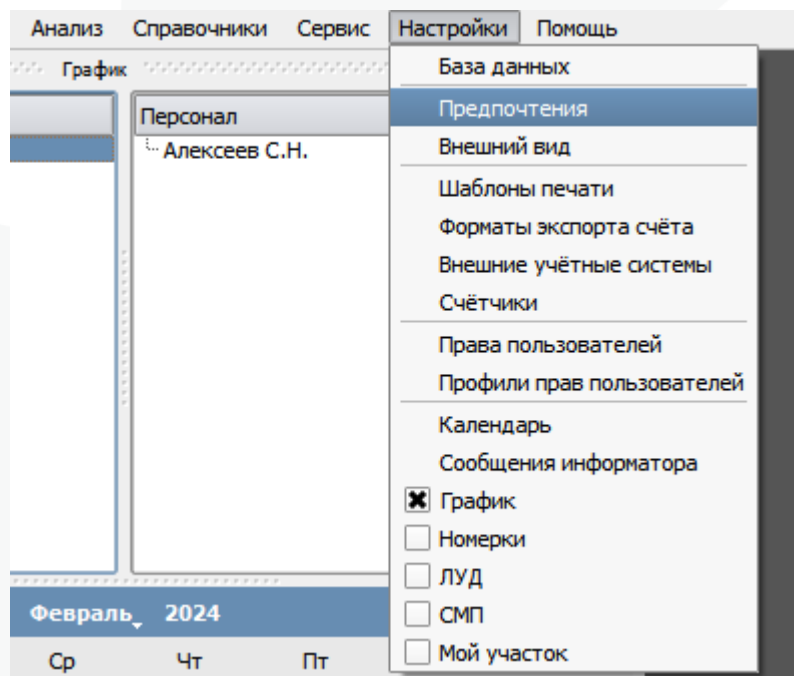 Анализ Справочники Сервис Настройки Помощь
График
Персонал
Алексеев С.Н.
База данных
Предпочтения
Внешний вид
Шаблоны печати
Форматы экспорта счёта
Внешние учётные системы
Счётчики
Права пользователей
Профили прав пользователей
Календарь
Сообщения информатора
График
Номерки
ЛУД
СМП
Мой участок
Февраль 2024
Ср Чт Пт